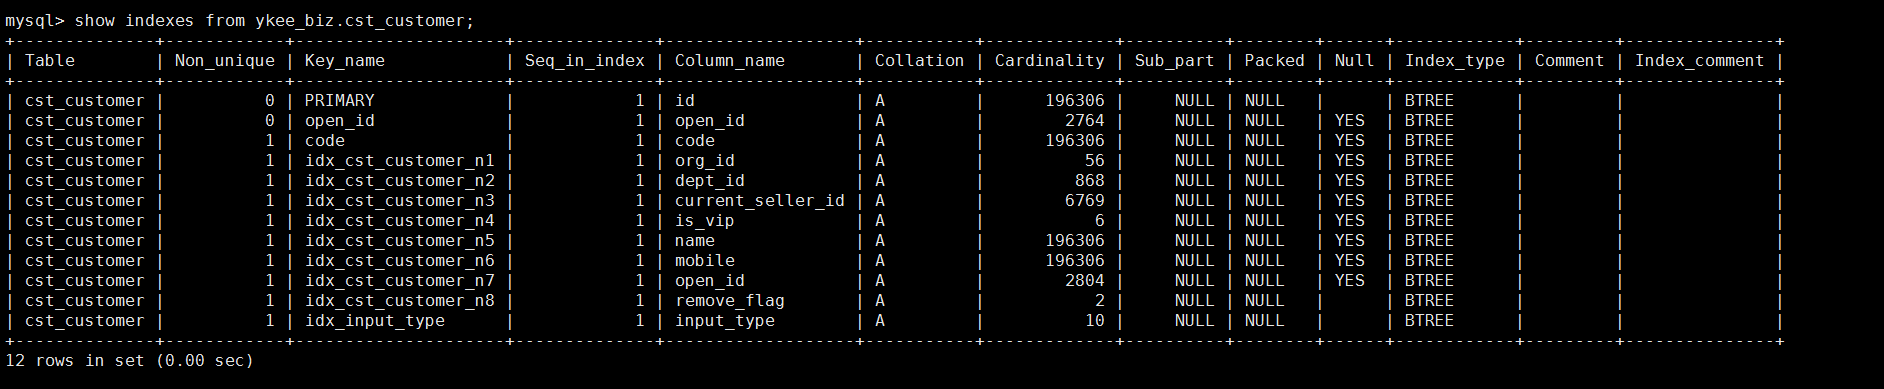 mysql> show indexes from ykee_biz.cst_customer;
+--------------+------------+---------------------+--------------+-------------------+-----------+-------------+----------+--------+------+------------+---------+---------------+
| Table        | Non_unique | Key_name            | Seq_in_index | Column_name       | Collation | Cardinality | Sub_part | Packed | Null | Index_type | Comment | Index_comment |
+--------------+------------+---------------------+--------------+-------------------+-----------+-------------+----------+--------+------+------------+---------+---------------+
| cst_customer |          0 | PRIMARY             |            1 | id                | A         |      196306 |     NULL | NULL   |      | BTREE      |         |               |
| cst_customer |          0 | open_id             |            1 | open_id           | A         |        2764 |     NULL | NULL   | YES  | BTREE      |         |               |
| cst_customer |          1 | code                |            1 | code              | A         |      196306 |     NULL | NULL   | YES  | BTREE      |         |               |
| cst_customer |          1 | idx_cst_customer_n1 |            1 | org_id            | A         |          56 |     NULL | NULL   | YES  | BTREE      |         |               |
| cst_customer |          1 | idx_cst_customer_n2 |            1 | dept_id           | A         |         868 |     NULL | NULL   | YES  | BTREE      |         |               |
| cst_customer |          1 | idx_cst_customer_n3 |            1 | current_seller_id | A         |        6769 |     NULL | NULL   | YES  | BTREE      |         |               |
| cst_customer |          1 | idx_cst_customer_n4 |            1 | is_vip            | A         |           6 |     NULL | NULL   | YES  | BTREE      |         |               |
| cst_customer |          1 | idx_cst_customer_n5 |            1 | name              | A         |      196306 |     NULL | NULL   | YES  | BTREE      |         |               |
| cst_customer |          1 | idx_cst_customer_n6 |            1 | mobile            | A         |      196306 |     NULL | NULL   | YES  | BTREE      |         |               |
| cst_customer |          1 | idx_cst_customer_n7 |            1 | open_id           | A         |        2804 |     NULL | NULL   | YES  | BTREE      |         |               |
| cst_customer |          1 | idx_cst_customer_n8 |            1 | remove_flag       | A         |           2 |     NULL | NULL   |      | BTREE      |         |               |
| cst_customer |          1 | idx_input_type      |            1 | input_type        | A         |          10 |     NULL | NULL   |      | BTREE      |         |               |
+--------------+------------+---------------------+--------------+-------------------+-----------+-------------+----------+--------+------+------------+---------+---------------+
12 rows in set (0.00 sec)